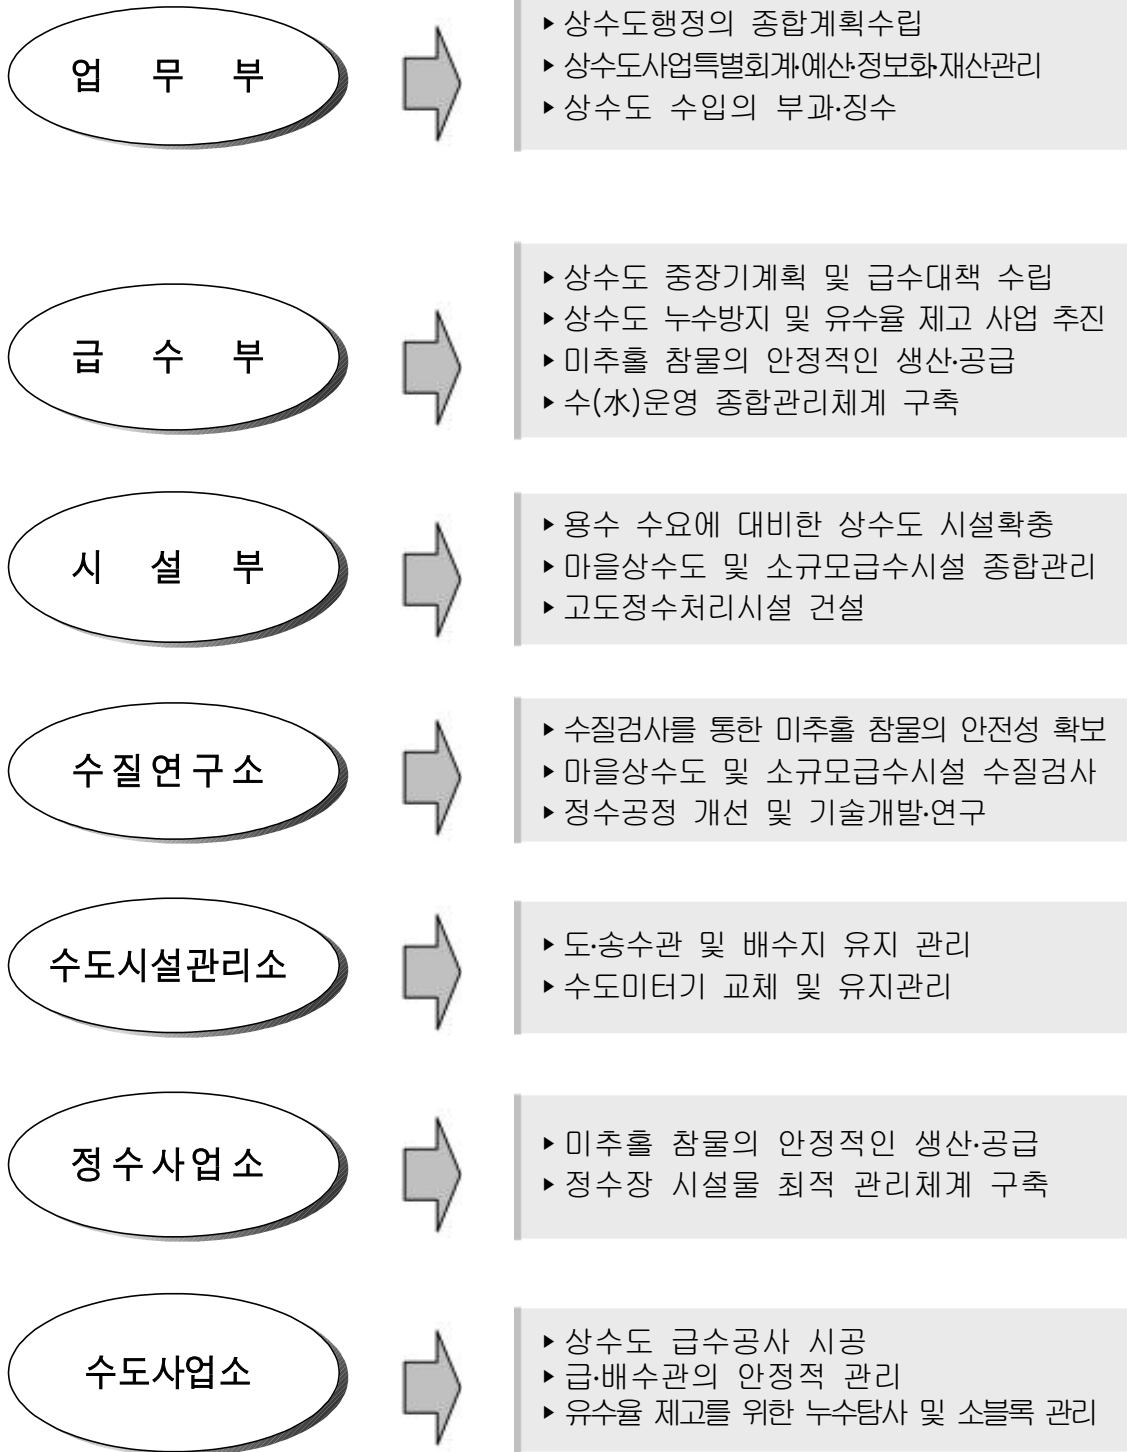 업 무 부
▸상수도행정의 종합계획수립
▸상수도사업특별회계·예산·정보화·재산관리
▸상수도 수입의 부과·징수
급 수 부
▸상수도 중장기계획 및 급수대책 수립
▸상수도 누수방지 및 유수율 제고 사업 추진
▸미추홀 참물의 안정적인 생산·공급
▸수(水)운영 종합관리체계 구축
시 설 부
▸용수 수요에 대비한 상수도 시설확충
▸마을상수도 및 소규모급수시설 종합관리
▸고도정수처리시설 건설
수질연구소
▸수질검사를 통한 미추홀 참물의 안전성 확보
▸마을상수도 및 소규모급수시설 수질검사
▸정수공정 개선 및 기술개발·연구
수도시설관리소
▸도·송수관 및 배수지 유지 관리
▸수도미터기 교체 및 유지관리
정수사업소
▸미추홀 참물의 안정적인 생산·공급
▸정수장 시설물 최적 관리체계 구축
수도사업소
▸상수도 급수공사 시공
▸급·배수관의 안정적 관리
▸유수율 제고를 위한 누수탐사 및 소블록 관리